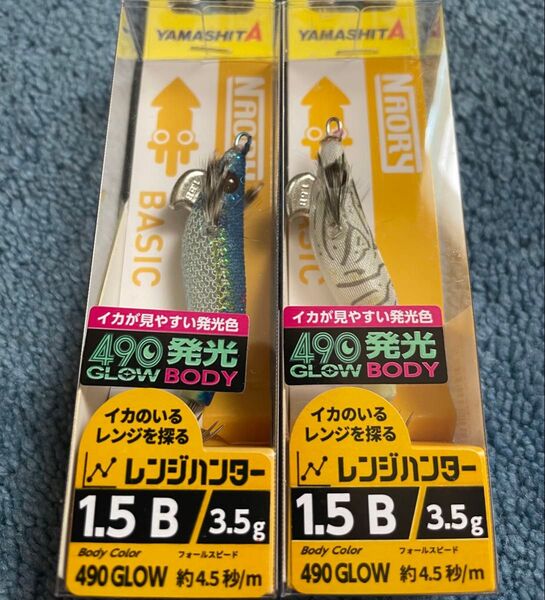 YAMASHITA
NAORY
BASIC
イカが見やすい発光色
490 発光
GLOW BODY
イカのいる
レンジを探る
レンジハンター
1.5 B / 3.5g
Body Color
フォールスピード
490 GLOW 約4.5秒/m
YAMASHITA
NAORY
BASIC
イカが見やすい発光色
490 発光
GLOW BODY
イカのいる
レンジを探る
レンジハンター
1.5 B / 3.5g
Body Color
フォールスピード
490 GLOW 約4.5秒/m